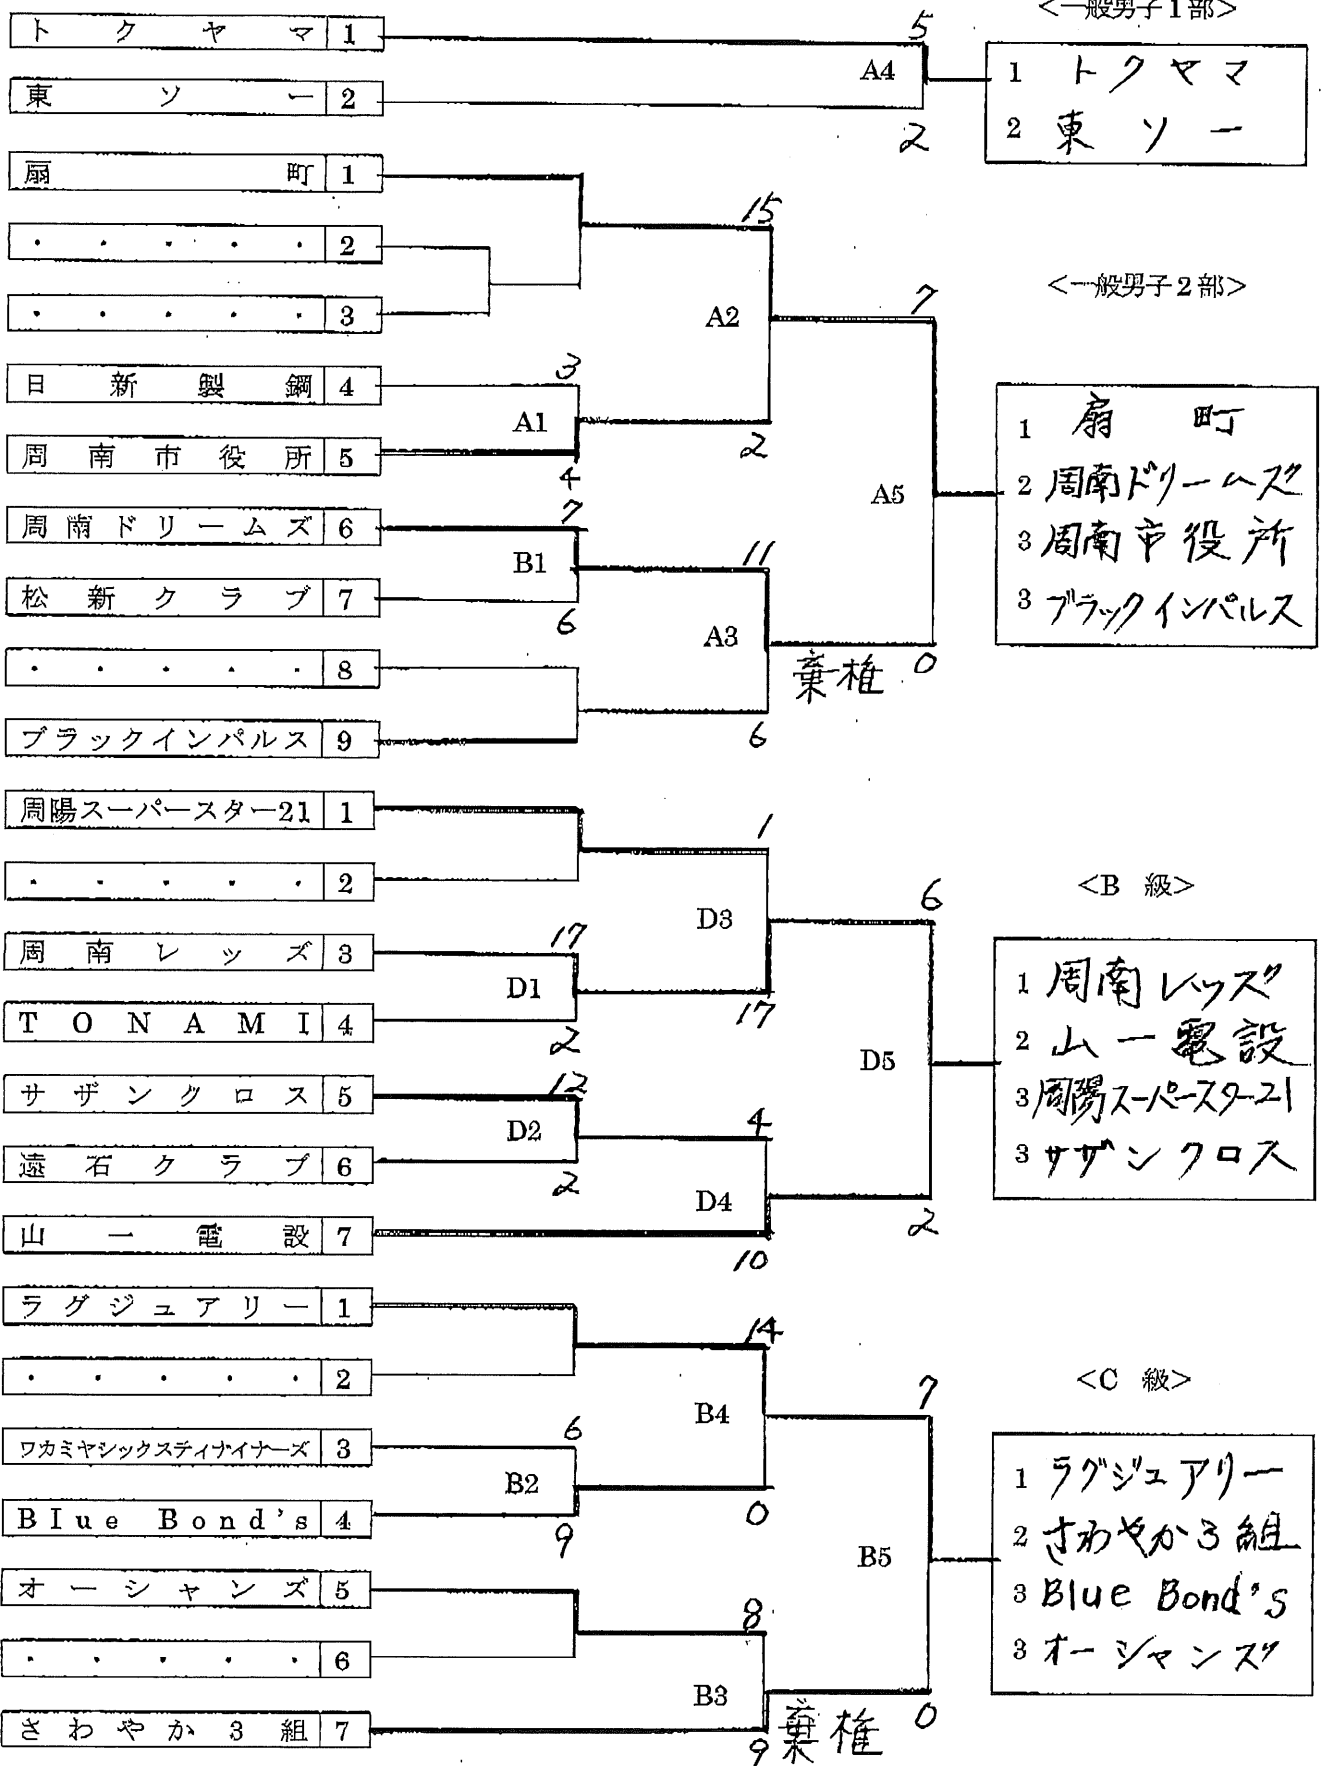 <一般男子1部>
トクヤマ 1
5
A4
東ソー 2
2
1 トクヤマ
2 東ソー
扇町 1
・・・・・ 2
・・・・・ 3
15
A2
日新製鋼 4
3
A1
周南市役所 5
4
2
7
A5
周南ドリームズ 6
7
B1
松新クラブ 7
6
11
A3
・・・・・ 8
ブラックインパルス 9
6
棄権 0
<一般男子2部>
1 扇町
2 周南ドリームズ
3 周南市役所
3 ブラックインパルス
周陽スーパースター21 1
・・・・・ 2
1
D3
周南レッズ 3
17
D1
TONAMI 4
2
17
6
D5
サザンクロス 5
12
D2
遠石クラブ 6
2
4
D4
山一電設 7
10
2
<B 級>
1 周南レッズ
2 山一電設
3 周陽スーパースター21
3 サザンクロス
ラグジュアリー 1
・・・・・ 2
14
B4
ワカミヤシックスティナイナーズ 3
6
B2
BIue Bond's 4
9
0
7
B5
オーシャンズ 5
・・・・・ 6
8
B3
さわやか3組 7
9
棄権 0
<C 級>
1 ラグジュアリー
2 さわやか3組
3 Blue Bond's
3 オーシャンズ